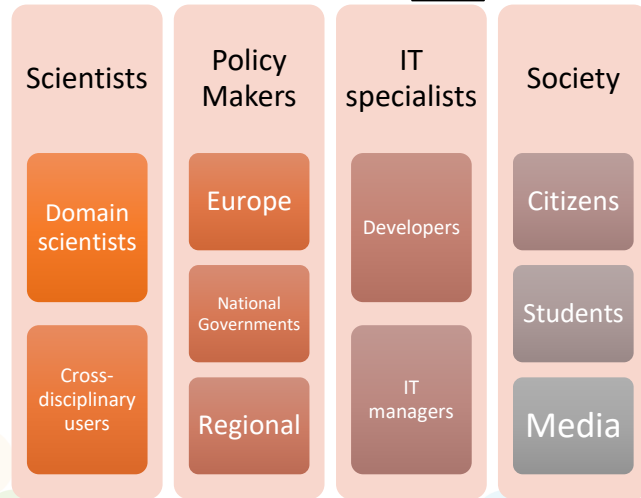 Scientists
Domain
scientists
Cross-
disciplinary
users
Policy
Makers
Europe
National
Governments
Regional
IT
specialists
Developers
IT
managers
Society
Citizens
Students
Media